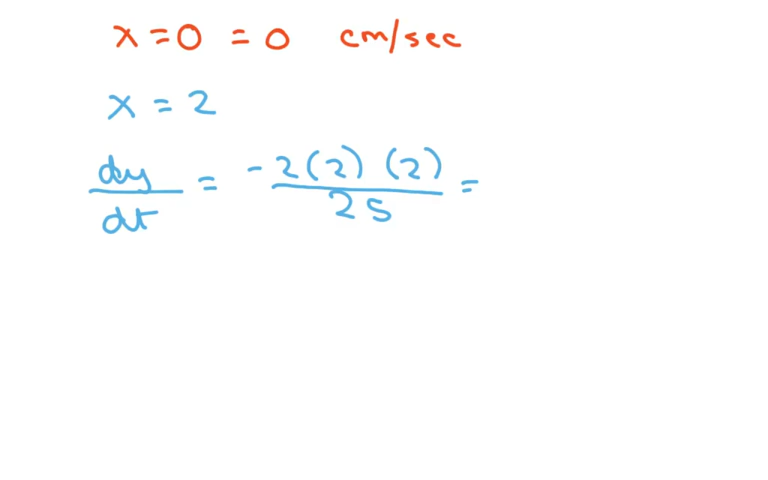 x = 0 = 0 cm/sec
x = 2
dy/dt = -2(2)(2)/25 =